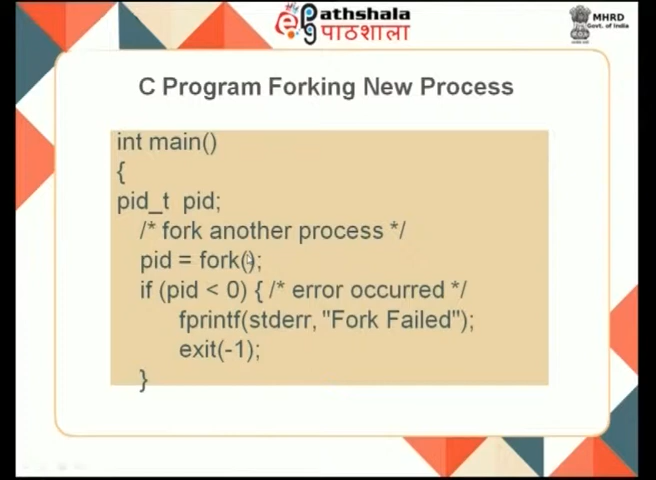 ePathshala
पाठशाला
MHRD
Govt. of India
C Program Forking New Process
int main()
{
pid_t pid;
/* fork another process */
pid = fork();
if (pid < 0) { /* error occurred */
fprintf(stderr, "Fork Failed");
exit(-1);
}